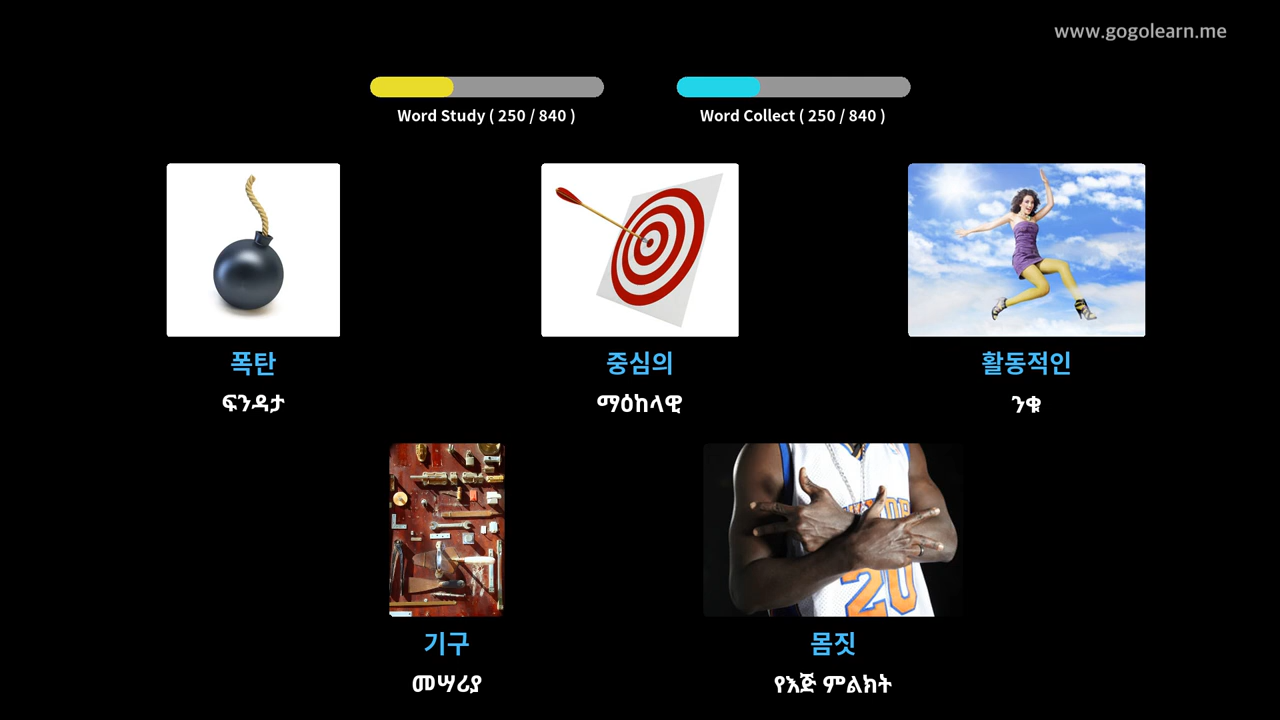 www.gogolearn.me
Word Study ( 250 / 840 )
Word Collect ( 250 / 840 )
폭탄
ፍንዳታ
중심의
ማዕከላዊ
활동적인
ንቁ
20
기구
መሣሪያ
몸짓
የእጅ ምልክት